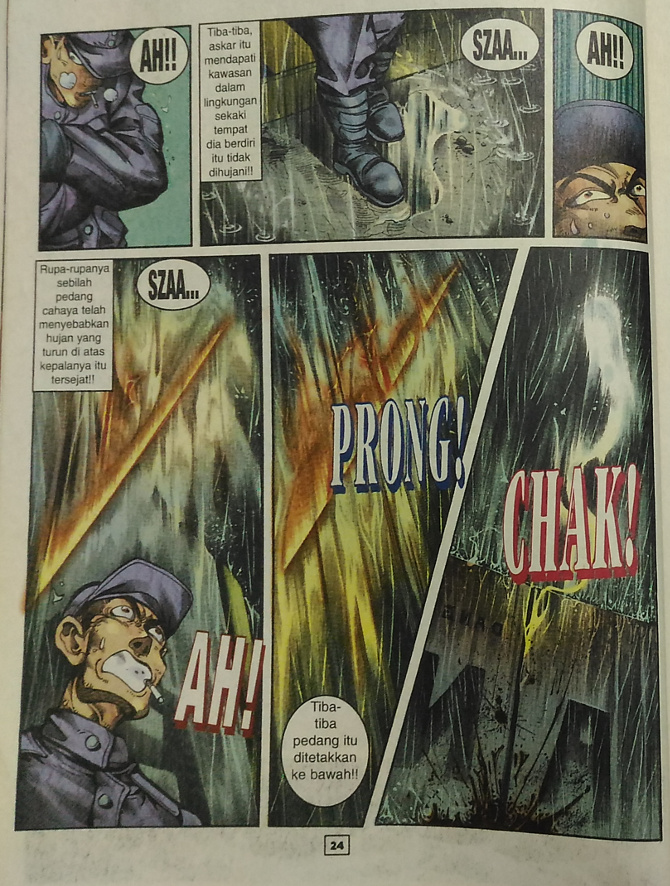 AH!!
Tiba-tiba,
askar itu
mendapati
kawasan
dalam
lingkungan
sekaki
tempat
dia berdiri
itu tidak
dihujani!!
SZAA...
AH!!
Rupa-rupanya
sebilah
pedang
cahaya telah
menyebabkan
hujan yang
turun di atas
kepalanya itu
tersejat!!
SZAA...
AH!
PRONG!
Tiba-
tiba
pedang itu
ditetakkan
ke bawah!!
CHAK!
24